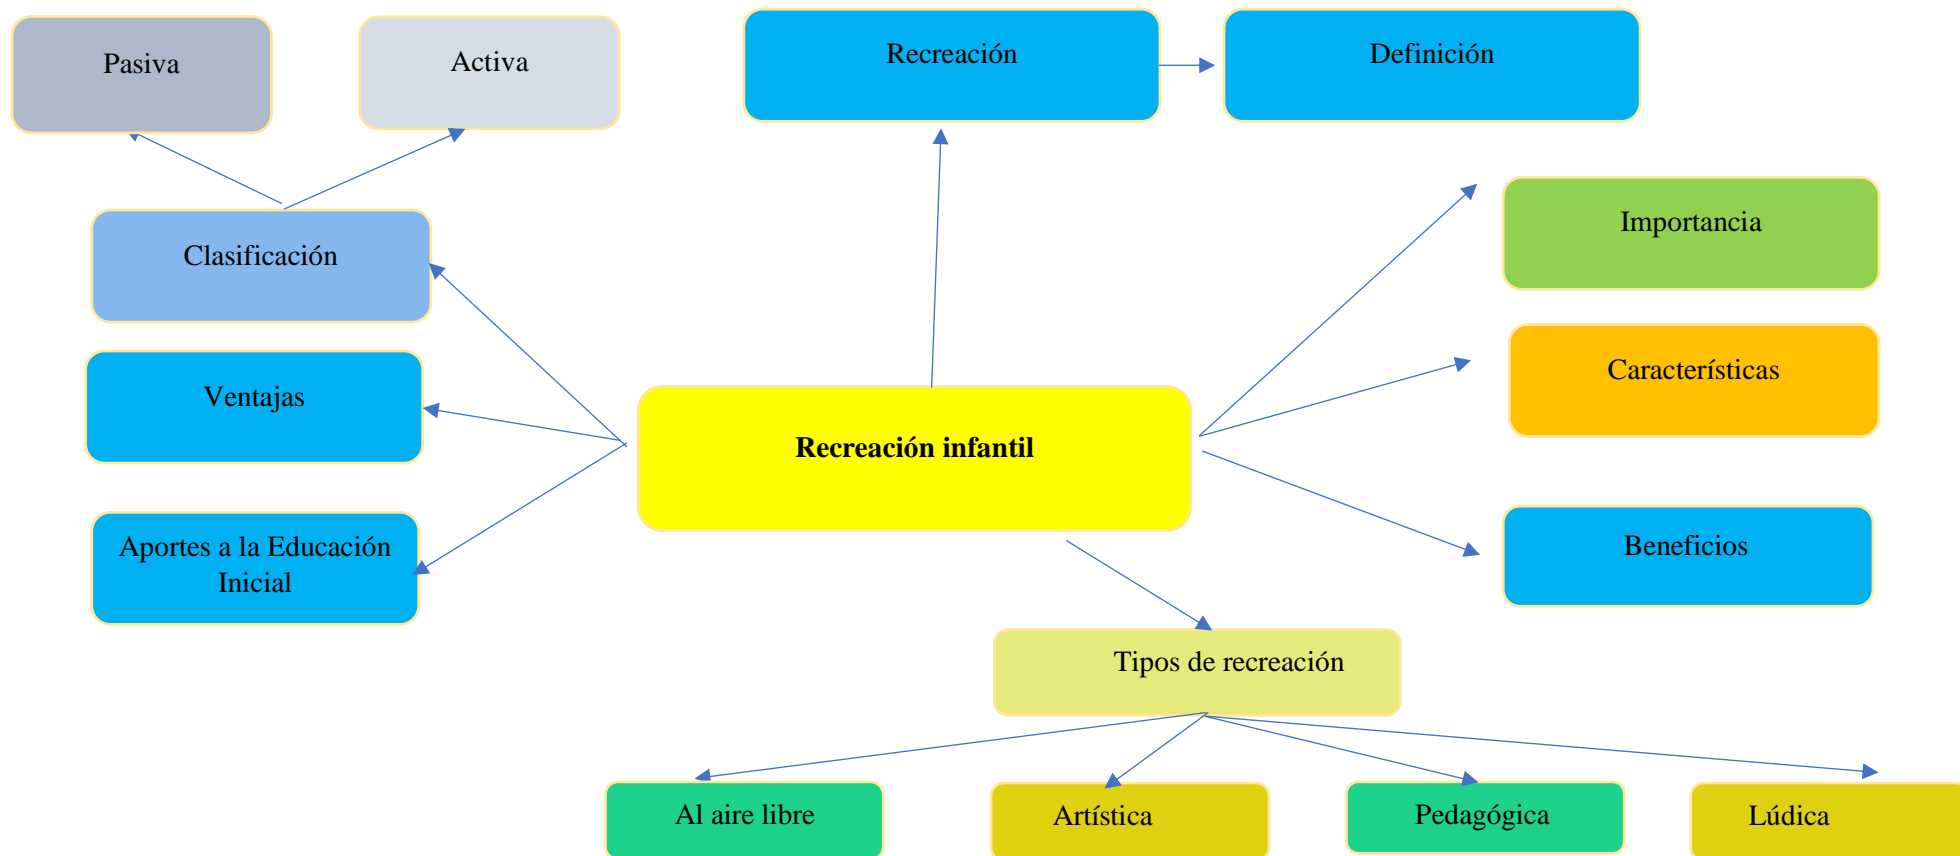 Pasiva
Activa
Recreación
Definición
Importancia
Clasificación
Características
Ventajas
Recreación infantil
Aportes a la Educación
Inicial
Beneficios
Tipos de recreación
Al aire libre
Artística
Pedagógica
Lúdica